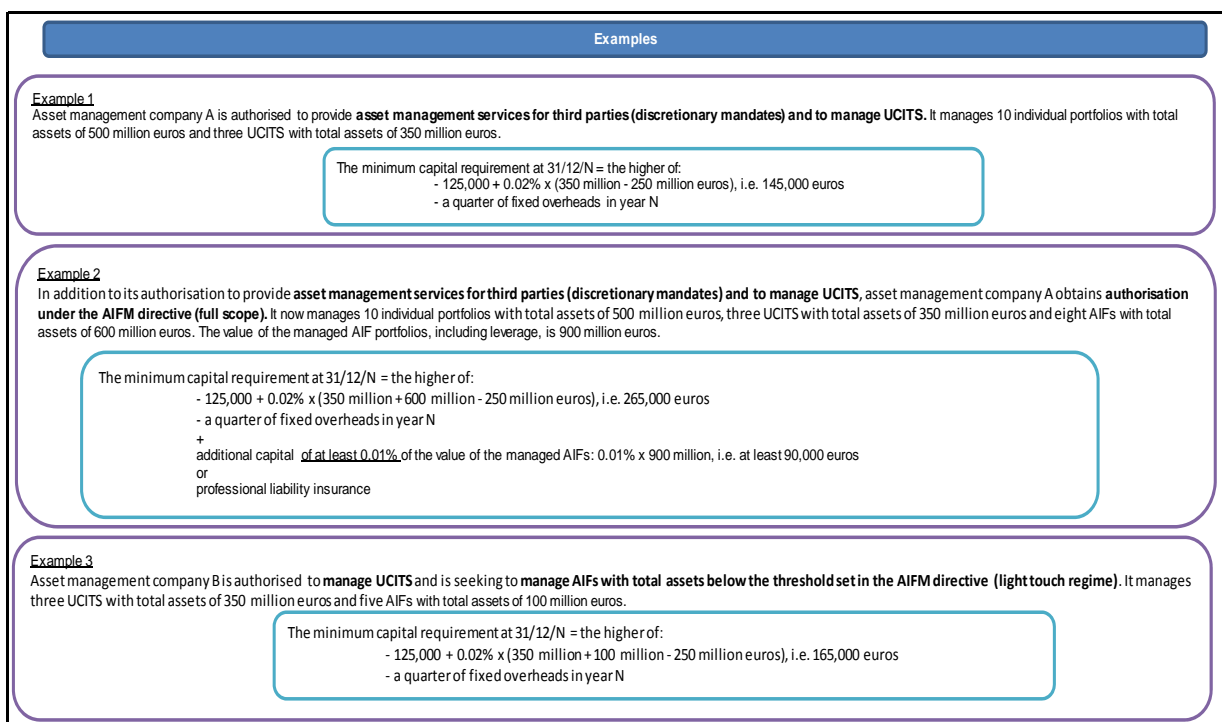 Examples
Example 1
Asset management company A is authorised to provide asset management services for third parties (discretionary mandates) and to manage UCITS. It manages 10 individual portfolios with total
assets of 500 million euros and three UCITS with total assets of 350 million euros.
The minimum capital requirement at 31/12/N = the higher of:
- 125,000 + 0.02% x (350 million - 250 million euros), i.e. 145,000 euros
- a quarter of fixed overheads in year N
Example 2
In addition to its authorisation to provide asset management services for third parties (discretionary mandates) and to manage UCITS, asset management company A obtains authorisation
under the AIFM directive (full scope). It now manages 10 individual portfolios with total assets of 500 million euros, three UCITS with total assets of 350 million euros and eight AIFs with total
assets of 600 million euros. The value of the managed AIF portfolios, including leverage, is 900 million euros.
The minimum capital requirement at 31/12/N = the higher of:
- 125,000 + 0.02% x (350 million + 600 million - 250 million euros), i.e. 265,000 euros
- a quarter of fixed overheads in year N
+
additional capital of at least 0.01% of the value of the managed AIFs: 0.01% x 900 million, i.e. at least 90,000 euros
or
professional liability insurance
Example 3
Asset management company B is authorised to manage UCITS and is seeking to manage AIFs with total assets below the threshold set in the AIFM directive (light touch regime). It manages
three UCITS with total assets of 350 million euros and five AIFs with total assets of 100 million euros.
The minimum capital requirement at 31/12/N = the higher of:
- 125,000 + 0.02% x (350 million + 100 million - 250 million euros), i.e. 165,000 euros
- a quarter of fixed overheads in year N